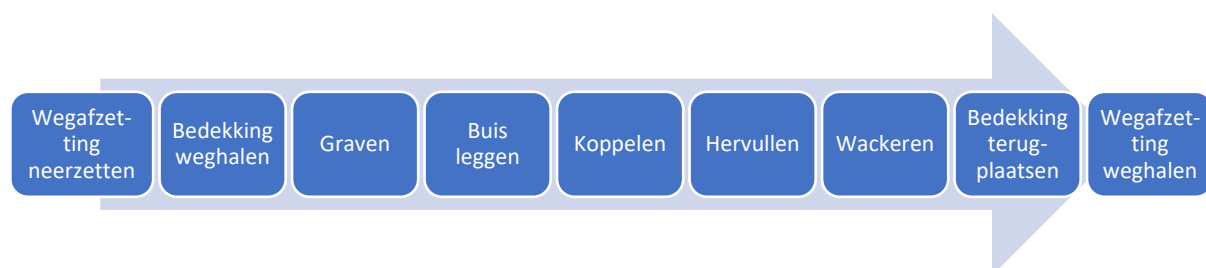 Wegafzet-
ting
neerzetten
Bedekking
weghalen
Graven
Buis
leggen
Koppelen
Hervullen
Wackeren
Bedekking
terug-
plaatsen
Wegafzet-
ting
weghalen